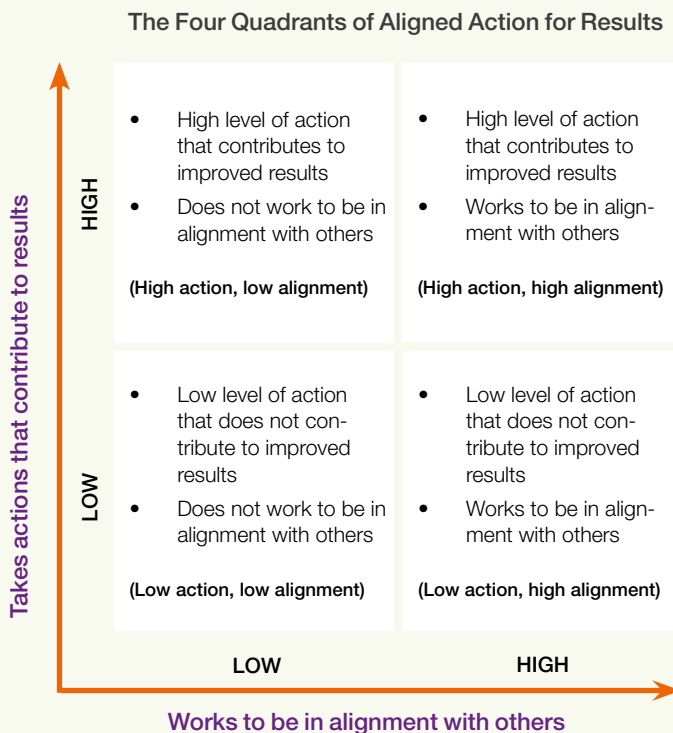 The Four Quadrants of Aligned Action for Results
Takes actions that contribute to results
HIGH
• High level of action
that contributes to
improved results
• Does not work to be in
alignment with others
(High action, low alignment)
• High level of action
that contributes to
improved results
• Works to be in align-
ment with others
(High action, high alignment)
LOW
• Low level of action
that does not con-
tribute to improved
results
• Does not work to be in
alignment with others
(Low action, low alignment)
• Low level of action
that does not con-
tribute to improved
results
• Works to be in align-
ment with others
(Low action, high alignment)
LOW
HIGH
Works to be in alignment with others